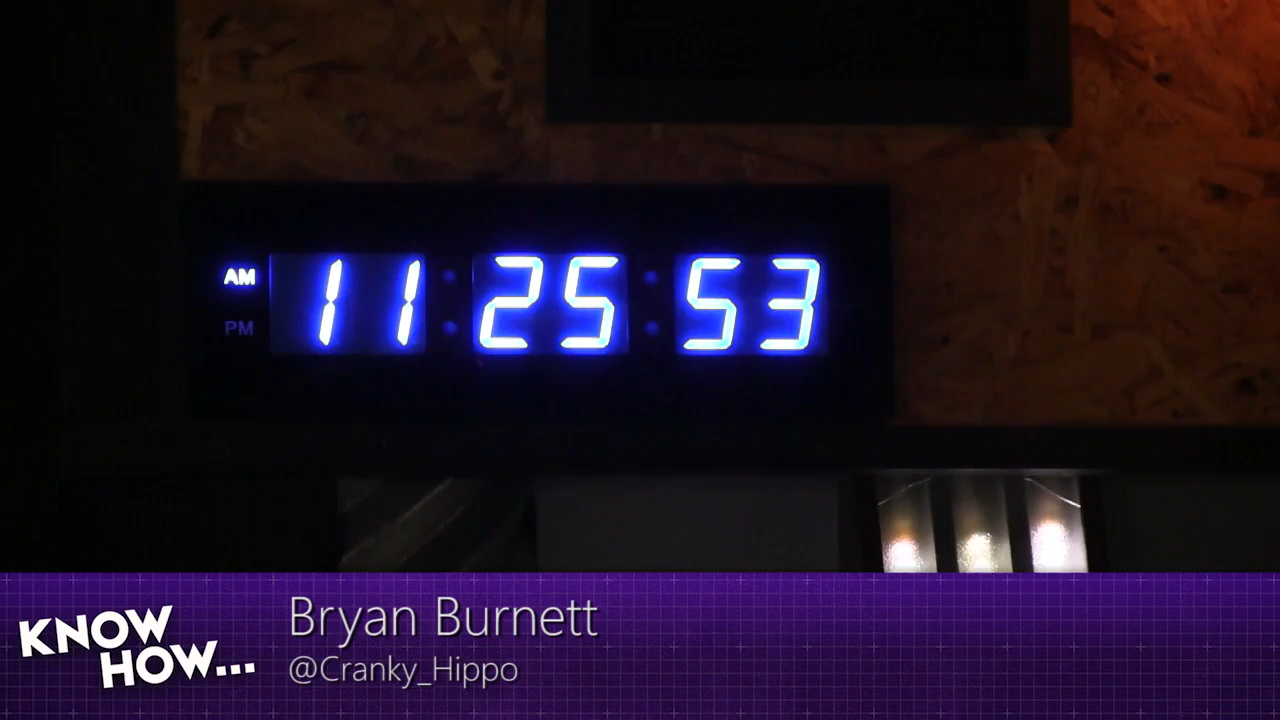 AM
PM
11:25:53
KNOW
HOW...
Bryan Burnett
@Cranky_Hippo